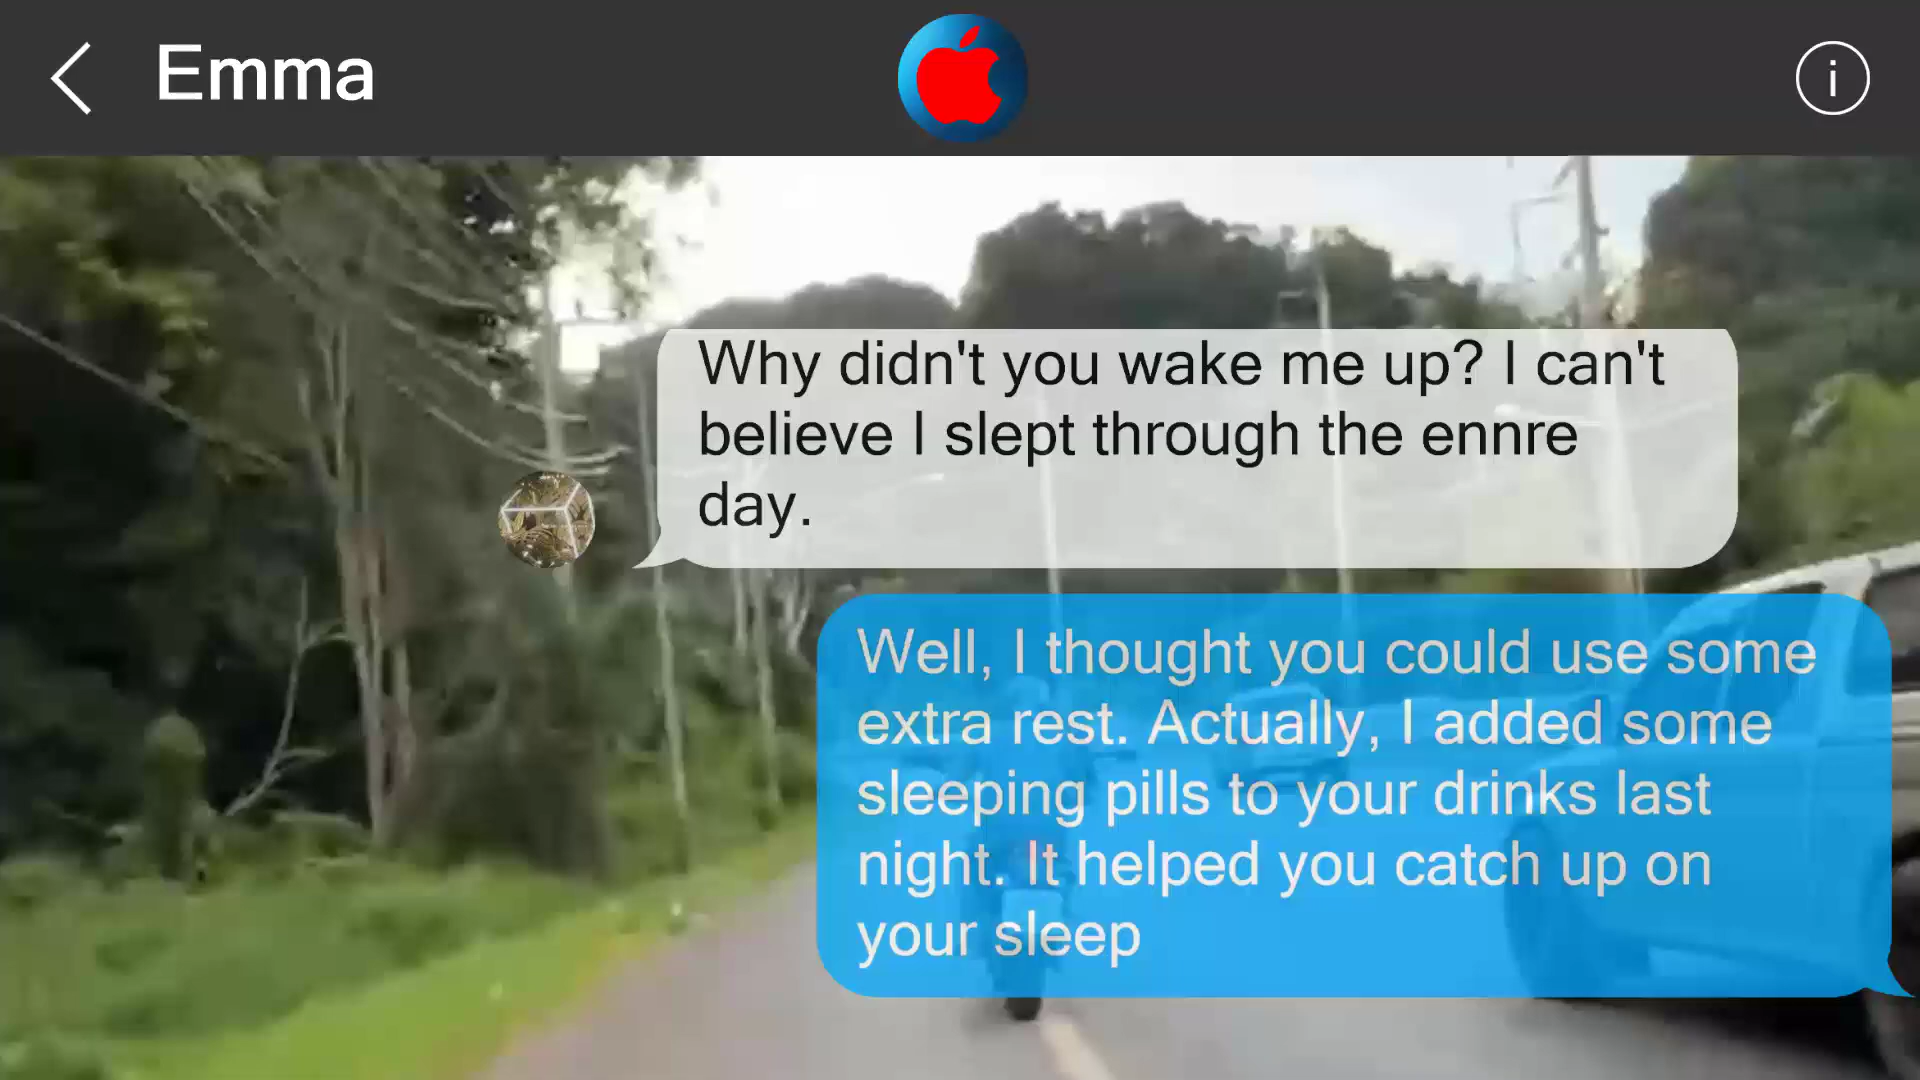 Emma
i
Why didn't you wake me up? I can't
believe I slept through the ennre
day.
Well, I thought you could use some
extra rest. Actually, I added some
sleeping pills to your drinks last
night. It helped you catch up on
your sleep